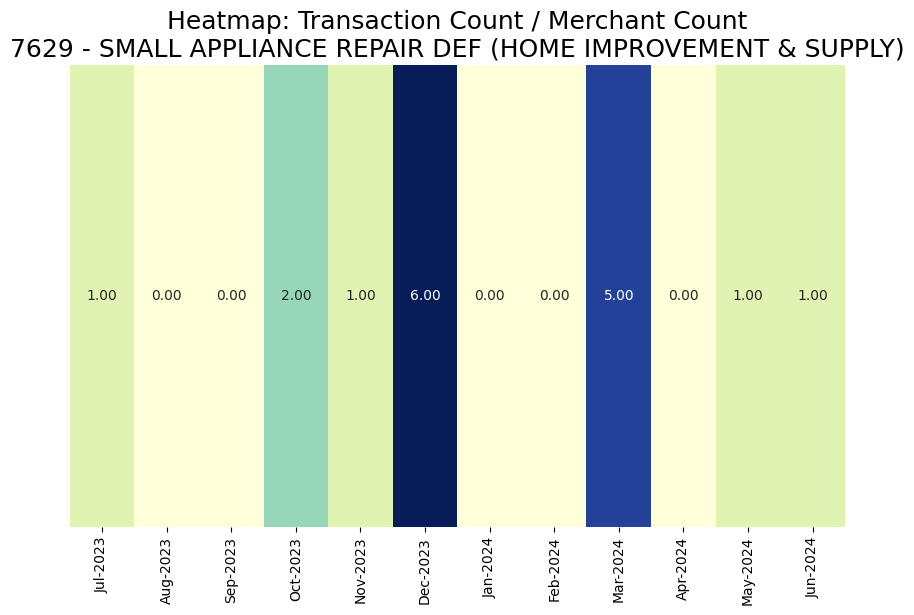 Heatmap: Transaction Count / Merchant Count
7629 - SMALL APPLIANCE REPAIR DEF (HOME IMPROVEMENT & SUPPLY)
1.00 0.00 0.00 2.00 1.00 6.00 0.00 0.00 5.00 0.00 1.00 1.00
Jul-2023 Aug-2023 Sep-2023 Oct-2023 Nov-2023 Dec-2023 Jan-2024 Feb-2024 Mar-2024 Apr-2024 May-2024 Jun-2024